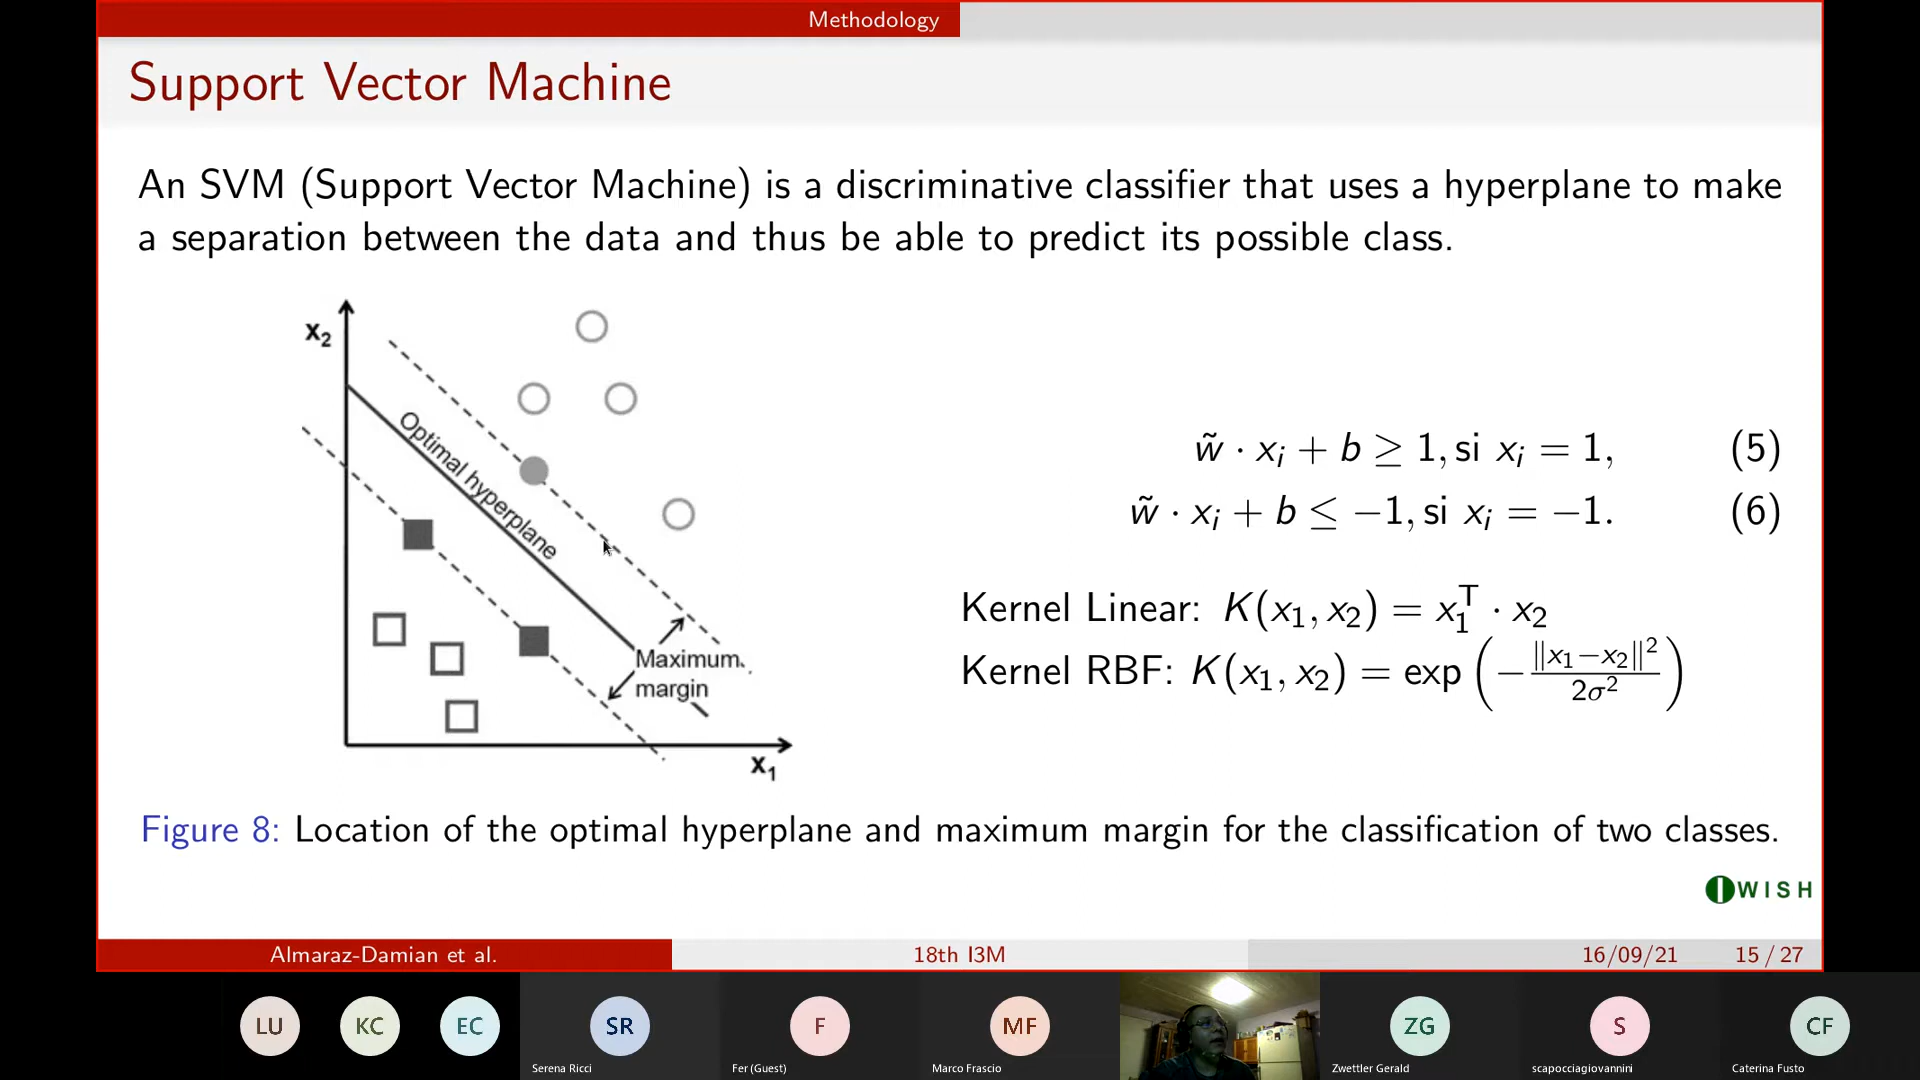 Methodology
Support Vector Machine
An SVM (Support Vector Machine) is a discriminative classifier that uses a hyperplane to make
a separation between the data and thus be able to predict its possible class.
x₂
Optimal hyperplane
Maximum
margin
x₁
w̃ · xᵢ + b ≥ 1, si xᵢ = 1, (5)
w̃ · xᵢ + b ≤ −1, si xᵢ = −1. (6)
Kernel Linear: K(x₁, x₂) = x₁ᵀ · x₂
Kernel RBF: K(x₁, x₂) = exp (−‖x₁−x₂‖²/2σ²)
Figure 8: Location of the optimal hyperplane and maximum margin for the classification of two classes.
WISH
Almaraz-Damian et al. 18th I3M 16/09/21 15 / 27
LU KC EC SR F MF ZG S CF
Serena Ricci Fer (Guest) Marco Frascio Zwettler Gerald scapocciagiovannini Caterina Fusto